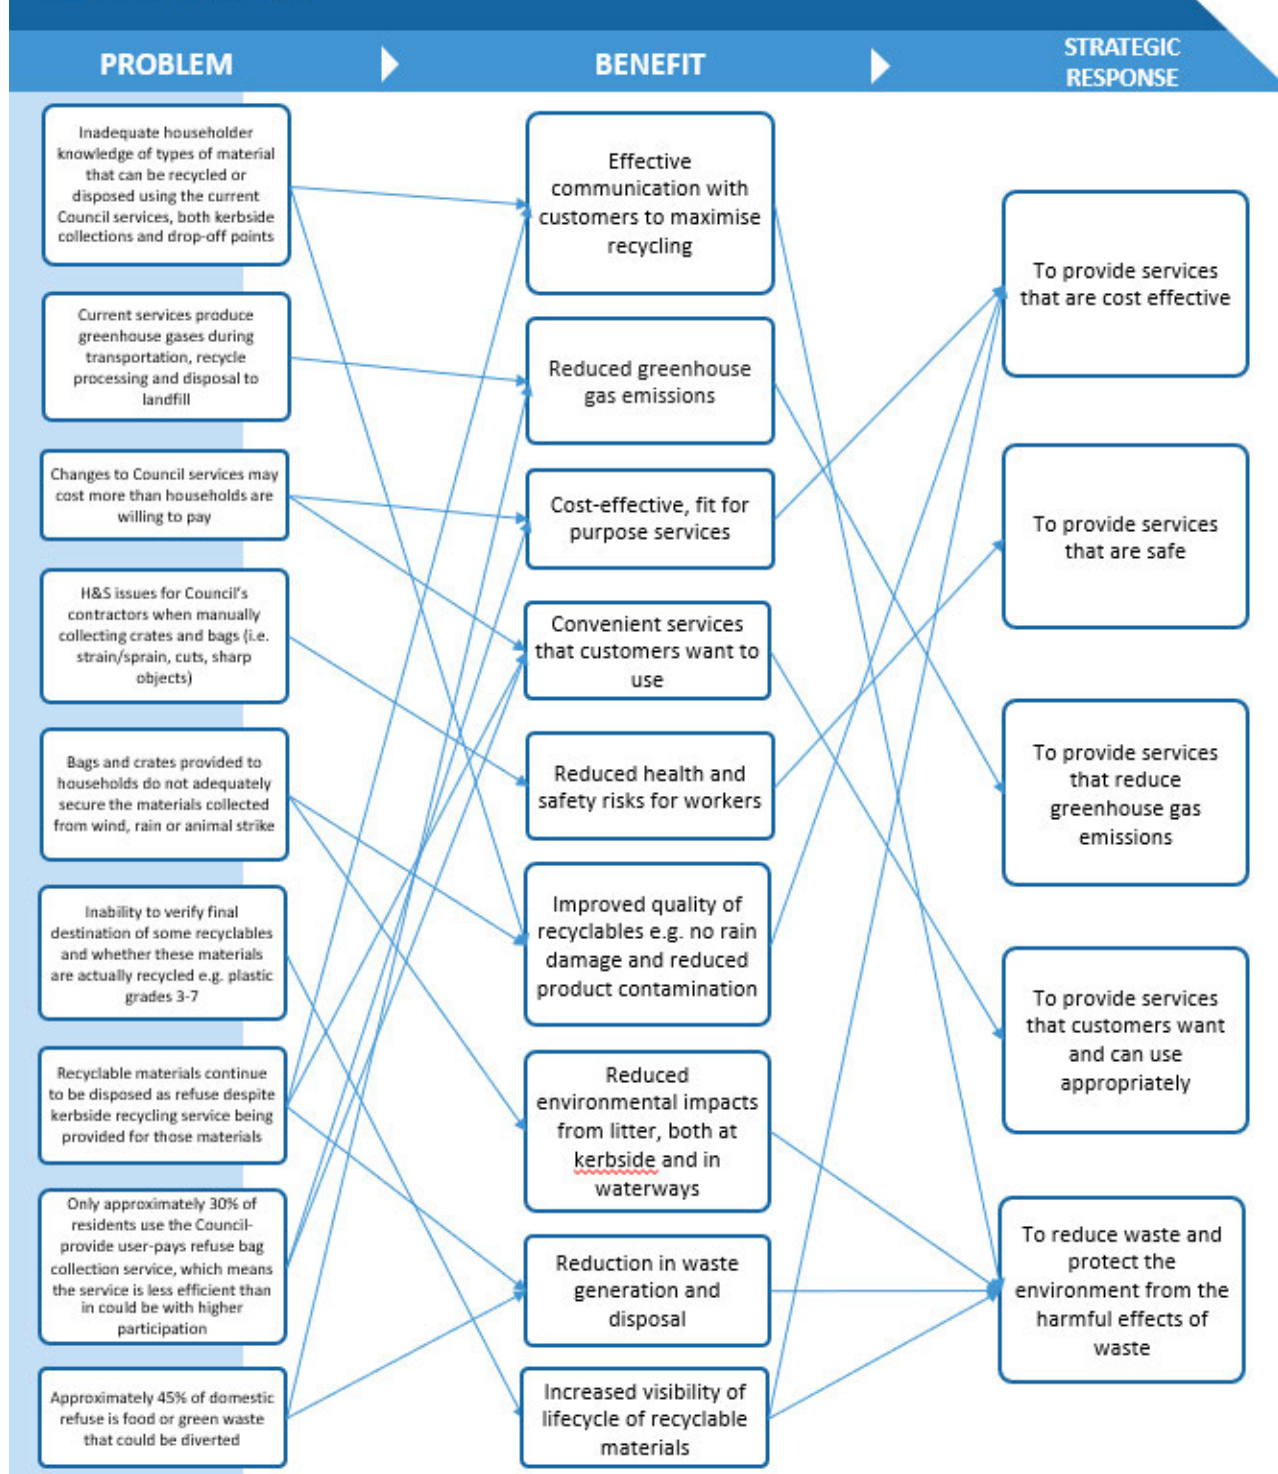 PROBLEM
BENEFIT
STRATEGIC
RESPONSE
Inadequate householder
knowledge of types of material
that can be recycled or
disposed using the current
Council services, both kerbside
collections and drop-off points
Current services produce
greenhouse gases during
transportation, recycle
processing and disposal to
landfill
Changes to Council services may
cost more than households are
willing to pay
H&S issues for Council's
contractors when manually
collecting crates and bags (i.e.
strain/sprain, cuts, sharp
objects)
Bags and crates provided to
households do not adequately
secure the materials collected
from wind, rain or animal strike
Inability to verify final
destination of some recyclables
and whether these materials
are actually recycled e.g. plastic
grades 3-7
Recyclable materials continue
to be disposed as refuse despite
kerbside recycling service being
provided for those materials
Only approximately 30% of
residents use the Council-
provide user-pays refuse bag
collection service, which means
the service is less efficient than
in could be with higher
participation
Approximately 45% of domestic
refuse is food or green waste
that could be diverted
Effective
communication with
customers to maximise
recycling
Reduced greenhouse
gas emissions
Cost-effective, fit for
purpose services
Convenient services
that customers want to
use
Reduced health and
safety risks for workers
Improved quality of
recyclables e.g. no rain
damage and reduced
product contamination
Reduced
environmental impacts
from litter, both at
kerbside and in
waterways
Reduction in waste
generation and
disposal
Increased visibility of
lifecycle of recyclable
materials
To provide services
that are cost effective
To provide services
that are safe
To provide services
that reduce
greenhouse gas
emissions
To provide services
that customers want
and can use
appropriately
To reduce waste and
protect the
environment from the
harmful effects of
waste